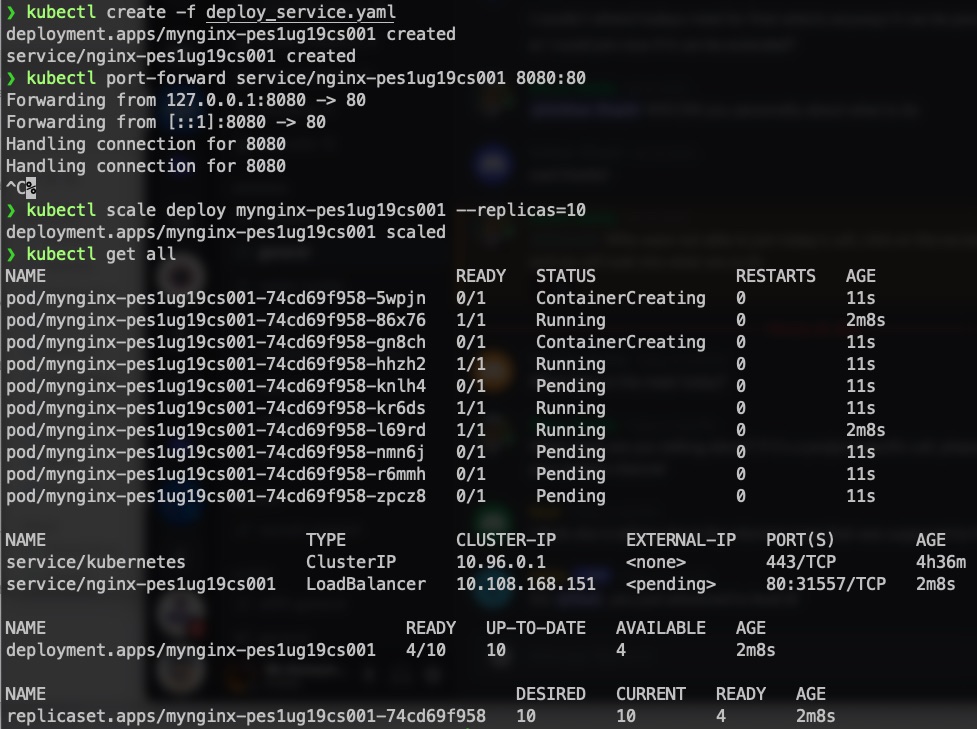 ❯ kubectl create -f deploy_service.yaml
deployment.apps/mynginx-pes1ug19cs001 created
service/nginx-pes1ug19cs001 created
❯ kubectl port-forward service/nginx-pes1ug19cs001 8080:80
Forwarding from 127.0.0.1:8080 -> 80
Forwarding from [::1]:8080 -> 80
Handling connection for 8080
Handling connection for 8080
^C%
❯ kubectl scale deploy mynginx-pes1ug19cs001 --replicas=10
deployment.apps/mynginx-pes1ug19cs001 scaled
❯ kubectl get all
NAME READY STATUS RESTARTS AGE
pod/mynginx-pes1ug19cs001-74cd69f958-5wpjn 0/1 ContainerCreating 0 11s
pod/mynginx-pes1ug19cs001-74cd69f958-86x76 1/1 Running 0 2m8s
pod/mynginx-pes1ug19cs001-74cd69f958-gn8ch 0/1 ContainerCreating 0 11s
pod/mynginx-pes1ug19cs001-74cd69f958-hhzh2 1/1 Running 0 11s
pod/mynginx-pes1ug19cs001-74cd69f958-knlh4 0/1 Pending 0 11s
pod/mynginx-pes1ug19cs001-74cd69f958-kr6ds 1/1 Running 0 11s
pod/mynginx-pes1ug19cs001-74cd69f958-l69rd 1/1 Running 0 2m8s
pod/mynginx-pes1ug19cs001-74cd69f958-nmn6j 0/1 Pending 0 11s
pod/mynginx-pes1ug19cs001-74cd69f958-r6mmh 0/1 Pending 0 11s
pod/mynginx-pes1ug19cs001-74cd69f958-zpcz8 0/1 Pending 0 11s
NAME TYPE CLUSTER-IP EXTERNAL-IP PORT(S) AGE
service/kubernetes ClusterIP 10.96.0.1 <none> 443/TCP 4h36m
service/nginx-pes1ug19cs001 LoadBalancer 10.108.168.151 <pending> 80:31557/TCP 2m8s
NAME READY UP-TO-DATE AVAILABLE AGE
deployment.apps/mynginx-pes1ug19cs001 4/10 10 4 2m8s
NAME DESIRED CURRENT READY AGE
replicaset.apps/mynginx-pes1ug19cs001-74cd69f958 10 10 4 2m8s